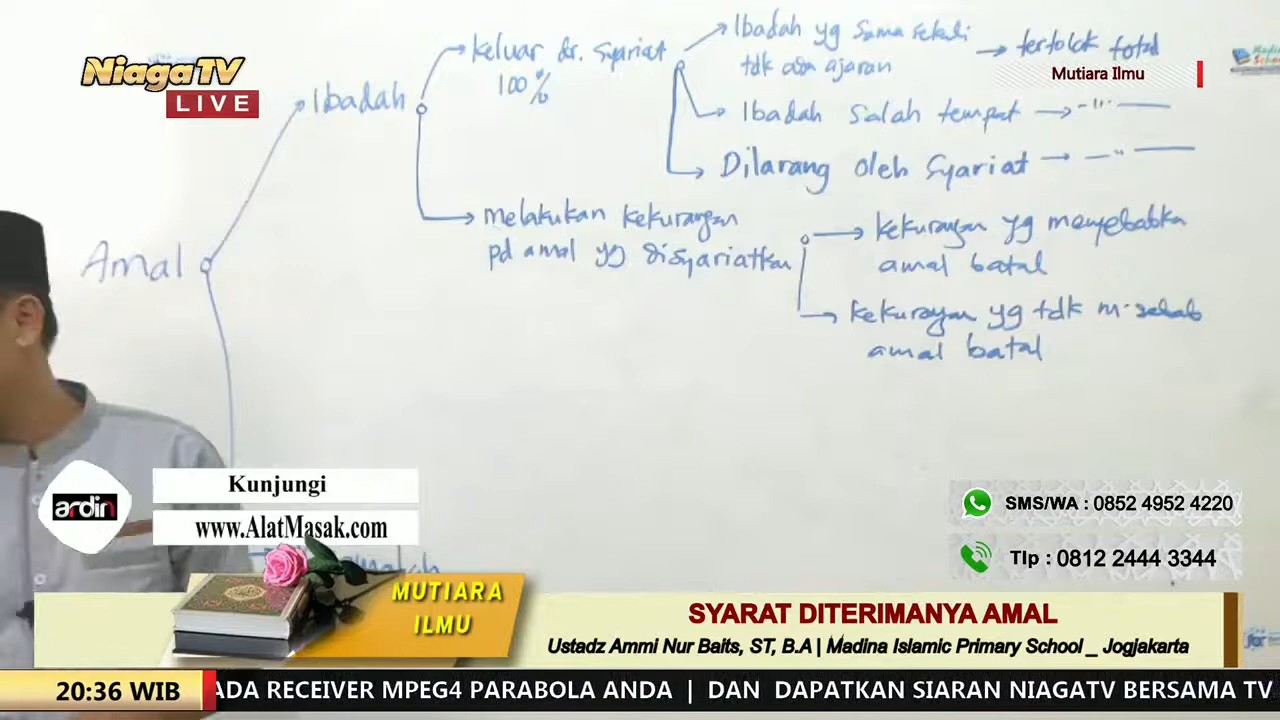 NiagaTV
LIVE
Mutiara Ilmu
Amal
Ibadah
keluar dr. Syariat
100%
Ibadah yg sama sekali
tdk ada ajaran
tertolak total
Ibadah salah tempat
Dilarang oleh Syariat
melakukan kekurangan
pd amal yg disyariatkan
kekurangan yg menyebabka
amal batal
kekurangan yg tdk
amal batal
ardin
Kunjungi
www.AlatMasak.com
SMS/WA : 0852 4952 4220
Tlp : 0812 2444 3344
MUTIARA
ILMU
SYARAT DITERIMANYA AMAL
Ustadz Ammi Nur Baits, ST, B.A | Madina Islamic Primary School _ Jogjakarta
20:36 WIB
ADA RECEIVER MPEG4 PARABOLA ANDA | DAN DAPATKAN SIARAN NIAGATV BERSAMA TV